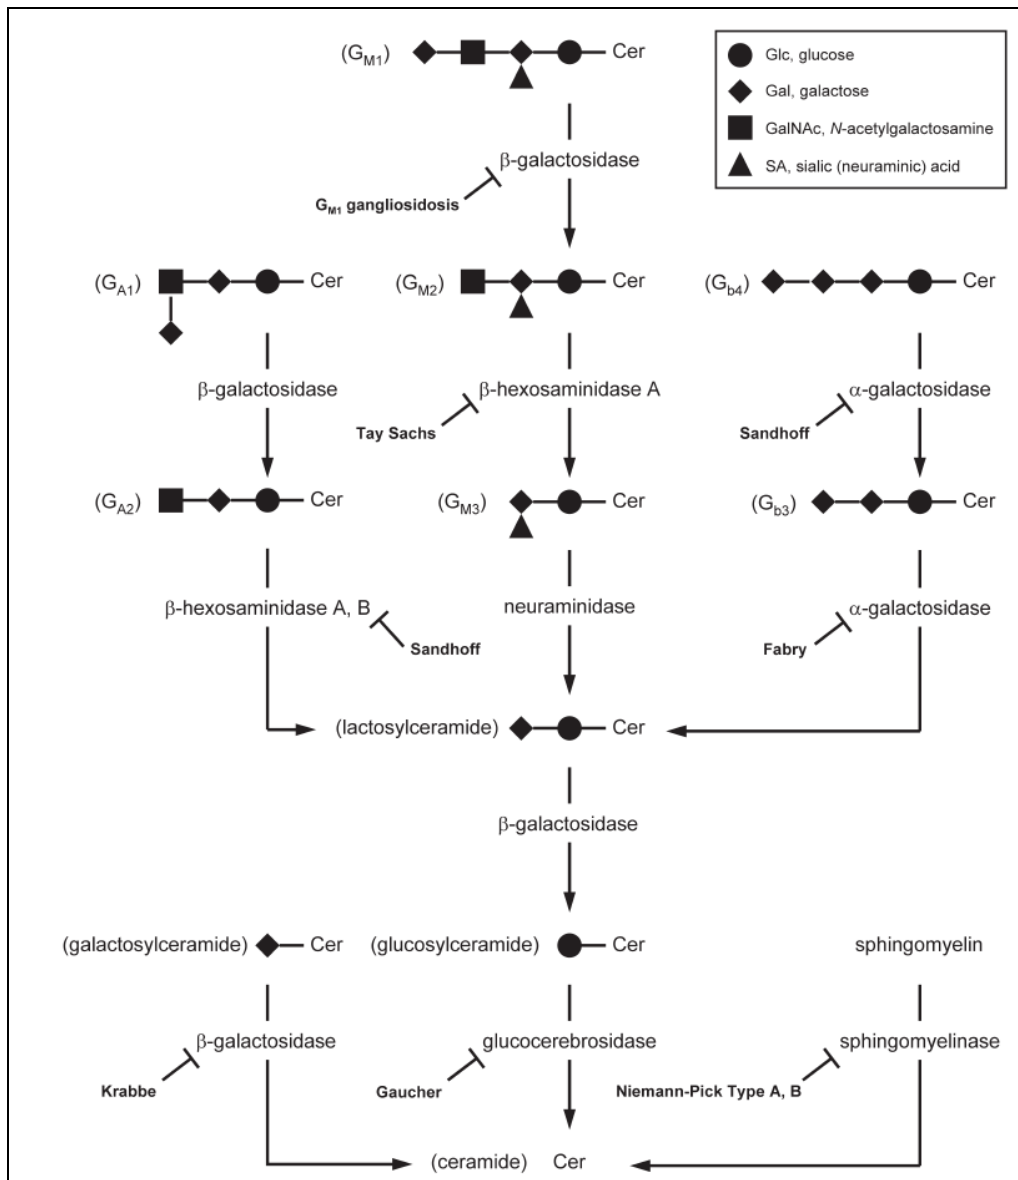 (GM1) Cer
Glc, glucose
Gal, galactose
GalNAc, N-acetylgalactosamine
SA, sialic (neuraminic) acid
β-galactosidase
GM1 gangliosidosis
(GA1) Cer
(GM2) Cer
(Gb4) Cer
β-galactosidase
β-hexosaminidase A
α-galactosidase
Tay Sachs
Sandhoff
(GA2) Cer
(GM3) Cer
(Gb3) Cer
β-hexosaminidase A, B
neuraminidase
α-galactosidase
Sandhoff
Fabry
(lactosylceramide) Cer
β-galactosidase
(galactosylceramide) Cer
(glucosylceramide) Cer
sphingomyelin
β-galactosidase
glucocerebrosidase
sphingomyelinase
Krabbe
Gaucher
Niemann-Pick Type A, B
(ceramide) Cer